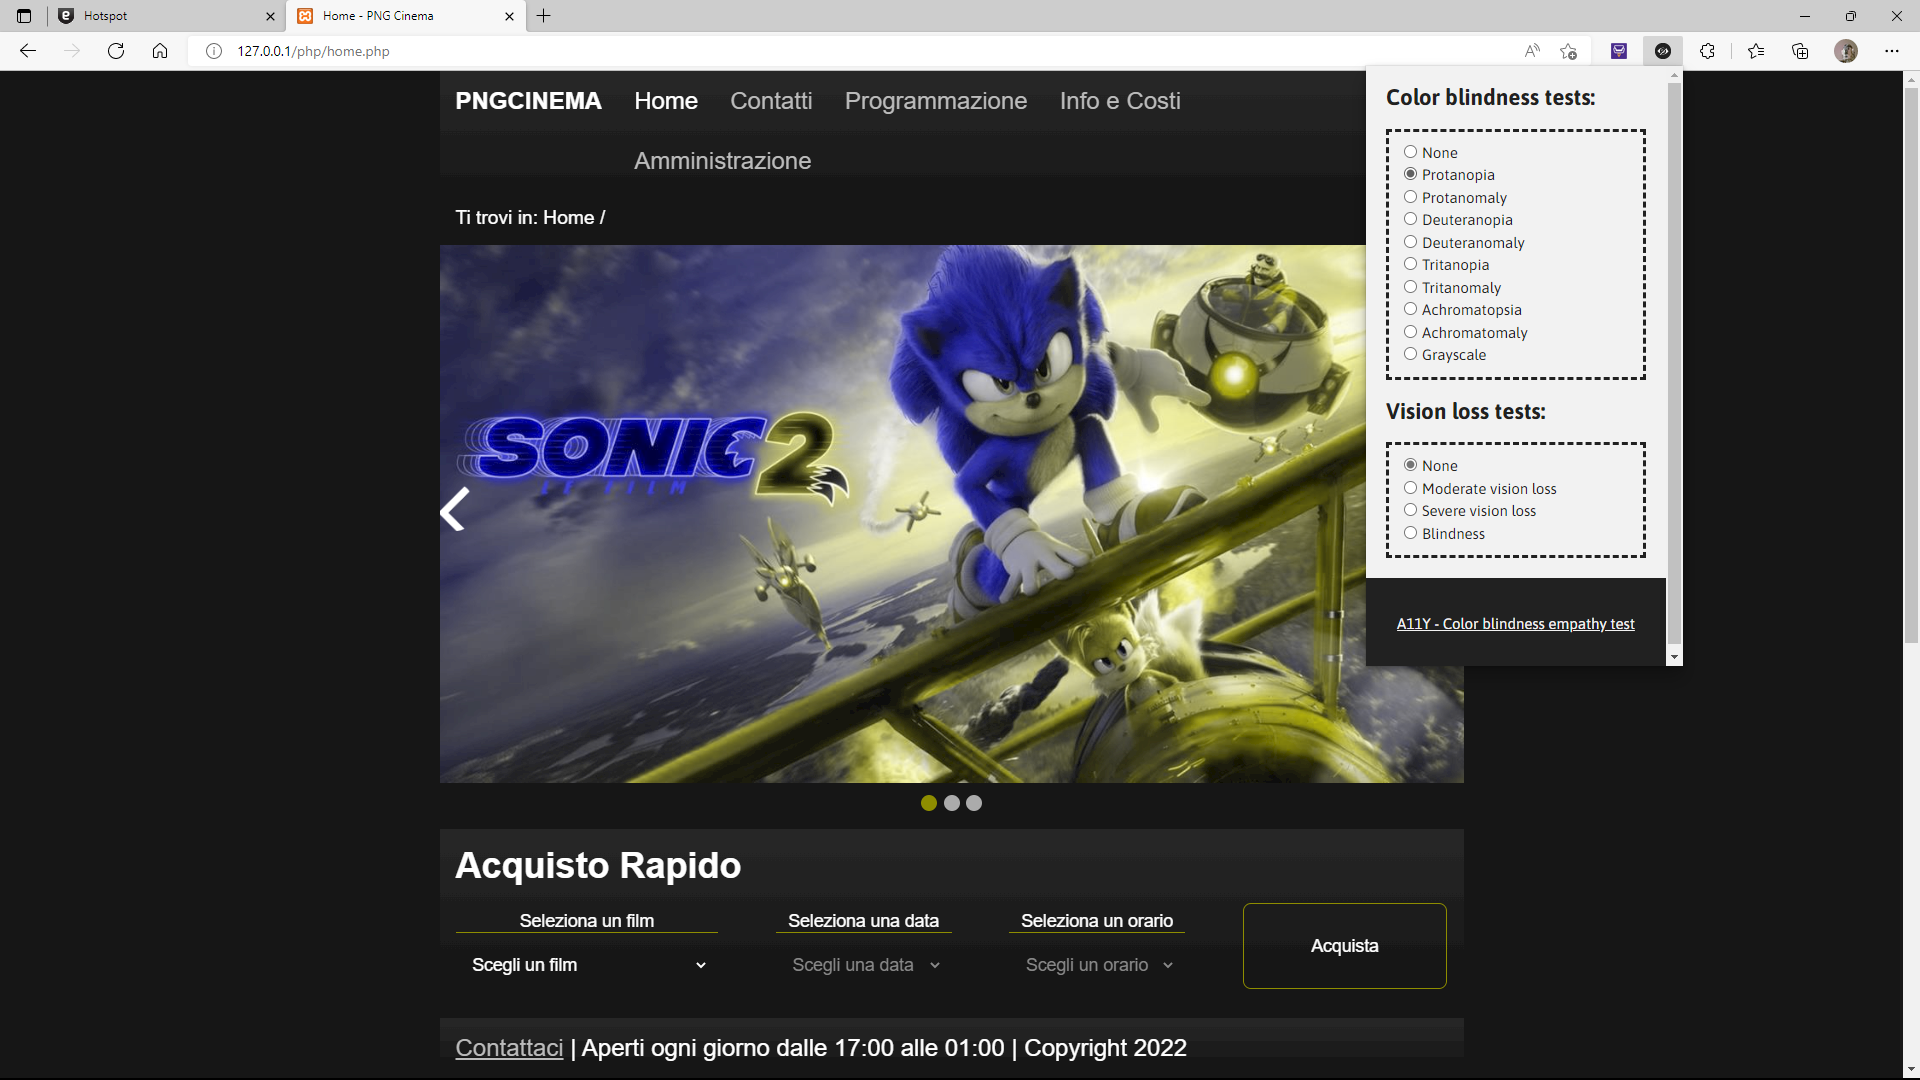 Hotspot
Home - PNG Cinema
127.0.0.1/php/home.php
PNGCINEMA Home Contatti Programmazione Info e Costi
Amministrazione
Ti trovi in: Home /
SONIC 2
LE FILM
Color blindness tests:
None
Protanopia
Protanomaly
Deuteranopia
Deuteranomaly
Tritanopia
Tritanomaly
Achromatopsia
Achromatomaly
Grayscale
Vision loss tests:
None
Moderate vision loss
Severe vision loss
Blindness
A11Y - Color blindness empathy test
Acquisto Rapido
Seleziona un film Seleziona una data Seleziona un orario
Scegli un film Scegli una data Scegli un orario
Acquista
Contattaci | Aperti ogni giorno dalle 17:00 alle 01:00 | Copyright 2022